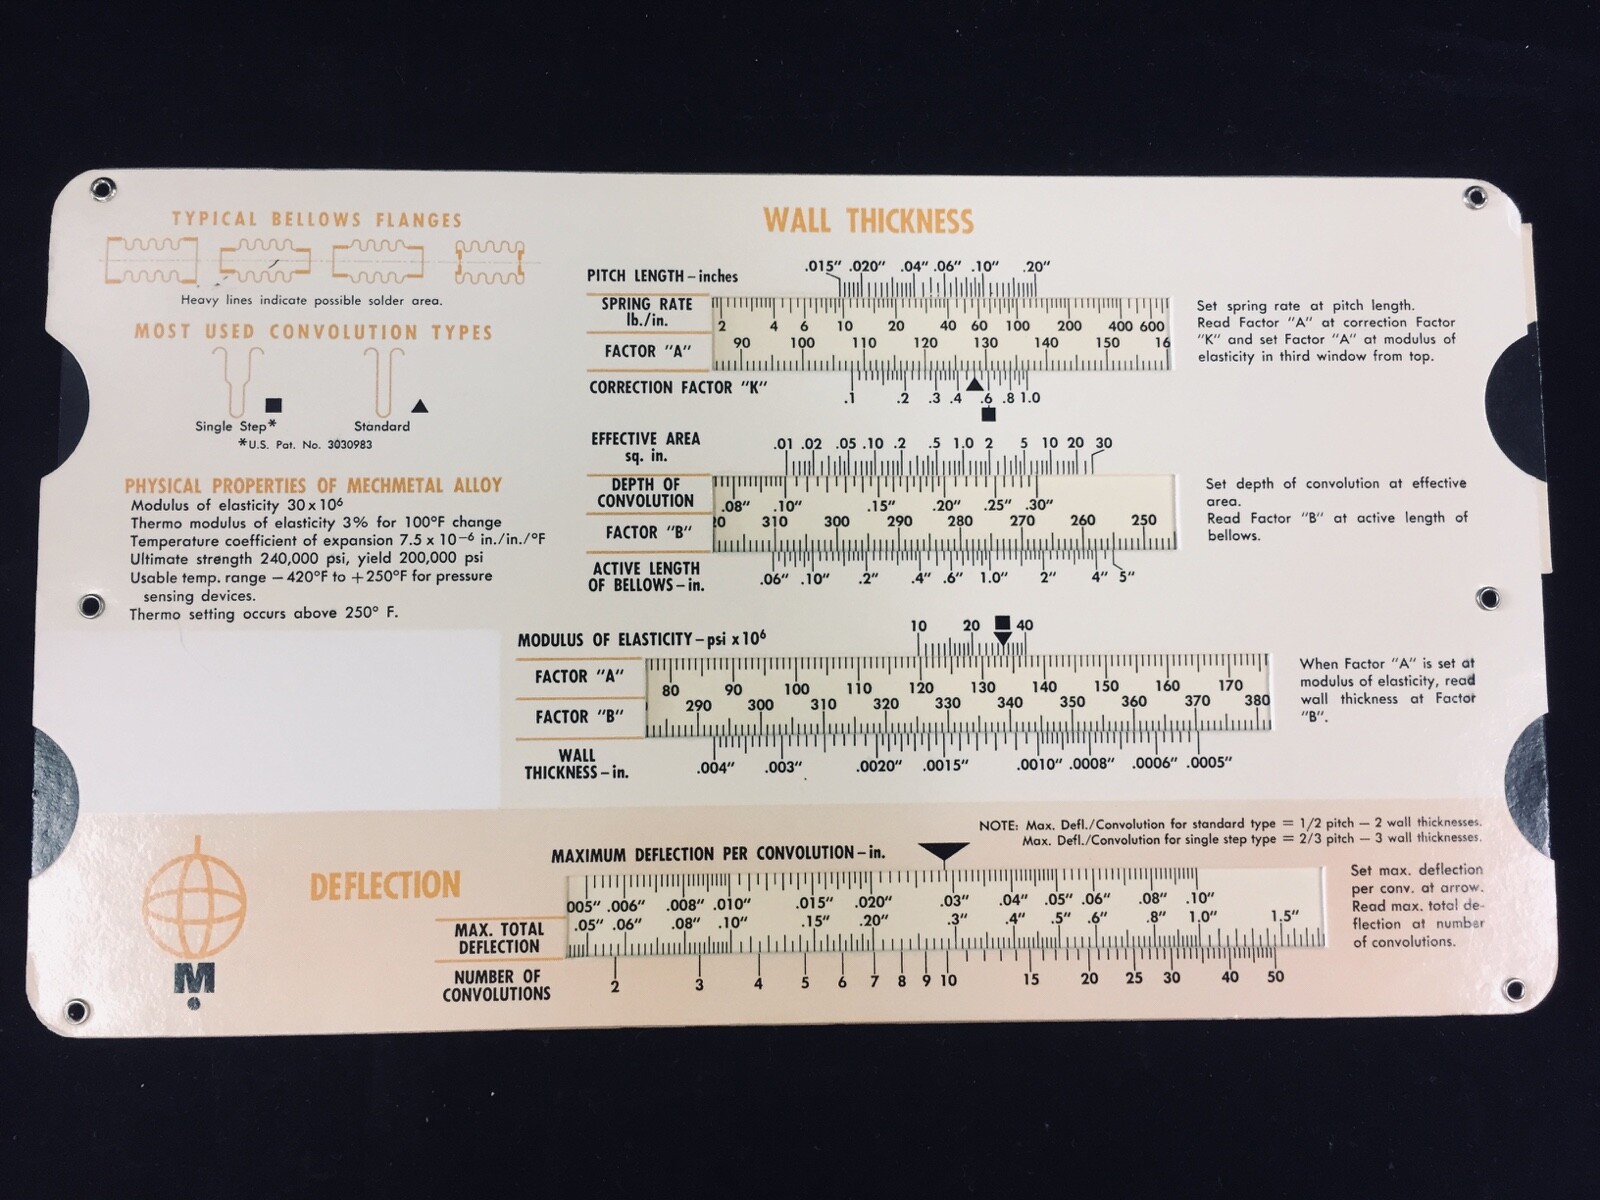 TYPICAL BELLOWS FLANGES
Heavy lines indicate possible solder area.
MOST USED CONVOLUTION TYPES
Single Step*
Standard
*U.S. Pat. No. 3030983
PHYSICAL PROPERTIES OF MECHMETAL ALLOY
Modulus of elasticity 30 x 10⁶
Thermo modulus of elasticity 3% for 100°F change
Temperature coefficient of expansion 7.5 x 10⁻⁶ in./in./°F
Ultimate strength 240,000 psi, yield 200,000 psi
Usable temp. range —420°F to +250°F for pressure
sensing devices.
Thermo setting occurs above 250° F.
WALL THICKNESS
PITCH LENGTH – inches
.015″ .020″ .04″ .06″ .10″ .20″
SPRING RATE
lb./in.
2 4 6 10 20 40 60 100 200 400 600
FACTOR “A”
90 100 110 120 130 140 150 16
CORRECTION FACTOR “K”
.1 .2 .3 .4 .6 .8 1.0
Set spring rate at pitch length.
Read Factor “A” at correction Factor
“K” and set Factor “A” at modulus of
elasticity in third window from top.
EFFECTIVE AREA
sq. in.
.01 .02 .05 .10 .2 .5 1.0 2 5 10 20 30
DEPTH OF
CONVOLUTION
.08″ .10″ .15″ .20″ .25″ .30″
FACTOR “B”
20 310 300 290 280 270 260 250
ACTIVE LENGTH
OF BELLOWS – in.
.06″ .10″ .2″ .4″ .6″ 1.0″ 2″ 4″ 5″
Set depth of convolution at effective
area.
Read Factor “B” at active length of
bellows.
MODULUS OF ELASTICITY – psi x 10⁶
10 20 40
FACTOR “A”
80 90 100 110 120 130 140 150 160 170
FACTOR “B”
290 300 310 320 330 340 350 360 370 380
WALL
THICKNESS – in.
.004″ .003″ .0020″ .0015″ .0010″ .0008″ .0006″ .0005″
When Factor “A” is set at
modulus of elasticity, read
wall thickness at Factor
“B”.
NOTE: Max. Defl./Convolution for standard type = 1/2 pitch — 2 wall thicknesses.
Max. Defl./Convolution for single step type = 2/3 pitch — 3 wall thicknesses.
DEFLECTION
MAXIMUM DEFLECTION PER CONVOLUTION – in.
005″ .006″ .008″ .010″ .015″ .020″ .03″ .04″ .05″ .06″ .08″ .10″
MAX. TOTAL
DEFLECTION
.05″ .06″ .08″ .10″ .15″ .20″ .3″ .4″ .5″ .6″ .8″ 1.0″ 1.5″
NUMBER OF
CONVOLUTIONS
2 3 4 5 6 7 8 9 10 15 20 25 30 40 50
Set max. deflection
per conv. at arrow.
Read max. total de-
flection at number
of convolutions.
M